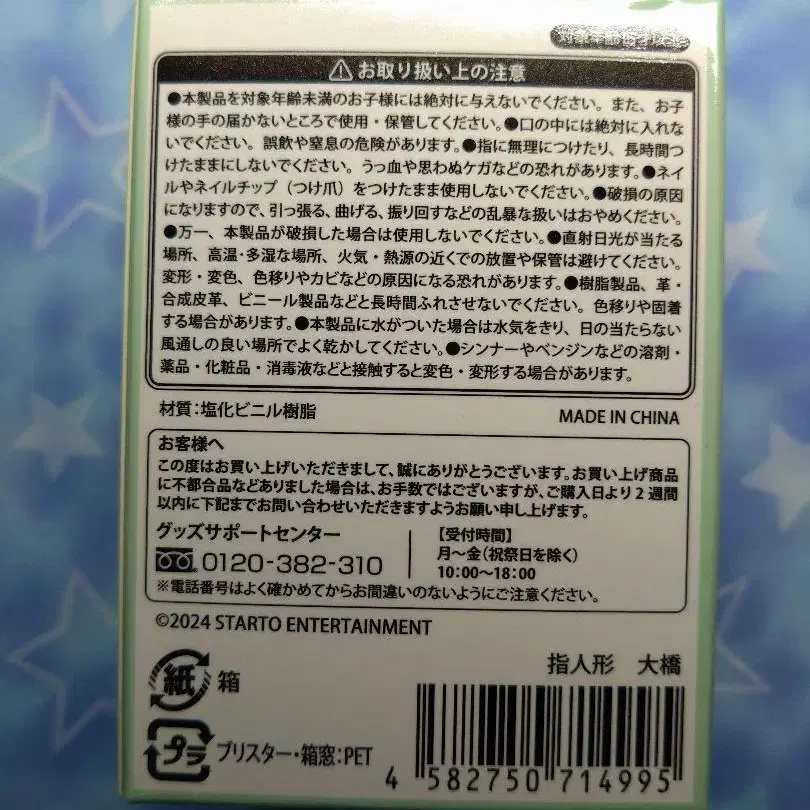 対象年齢15才以上
⚠お取り扱い上の注意
●本製品を対象年齢未満のお子様には絶対に与えないでください。また、お子
様の手の届かないところで使用・保管してください。●口の中には絶対に入れな
いでください。誤飲や窒息の危険があります。●指に無理につけたり、長時間つ
けたままにしないでください。うっ血や思わぬケガなどの恐れがあります。●ネイ
ルやネイルチップ（つけ爪）をつけたまま使用しないでください。●破損の原因
になりますので、引っ張る、曲げる、振り回すなどの乱暴な扱いはおやめください。
●万一、本製品が破損した場合は使用しないでください。●直射日光が当たる
場所、高温・多湿な場所、火気・熱源の近くでの放置や保管は避けてください。
変形・変色、色移りやカビなどの原因になる恐れがあります。●樹脂製品、革・
合成皮革、ビニール製品などと長時間ふれさせないでください。色移りや固着
する場合があります。●本製品に水がついた場合は水気をきり、日の当たらない
風通しの良い場所でよく乾かしてください。●シンナーやベンジンなどの溶剤・
薬品・化粧品・消毒液などと接触すると変色・変形する場合があります。
材質：塩化ビニル樹脂
MADE IN CHINA
お客様へ
この度はお買い上げいただきまして、誠にありがとうございます。お買い上げ商品
に不都合品などありました場合は、お手数ではございますが、ご購入日より2週間
以内に下記までお問い合わせいただきますようお願い申し上げます。
グッズサポートセンター
0120-382-310
【受付時間】
月～金（祝祭日を除く）
10:00～18:00
※電話番号はよく確かめてからお間違いのないようにご注意ください。
©2024 STARTO ENTERTAINMENT
指人形 大橋
紙 箱
プラ ブリスター・箱窓：PET
4 582750 714995